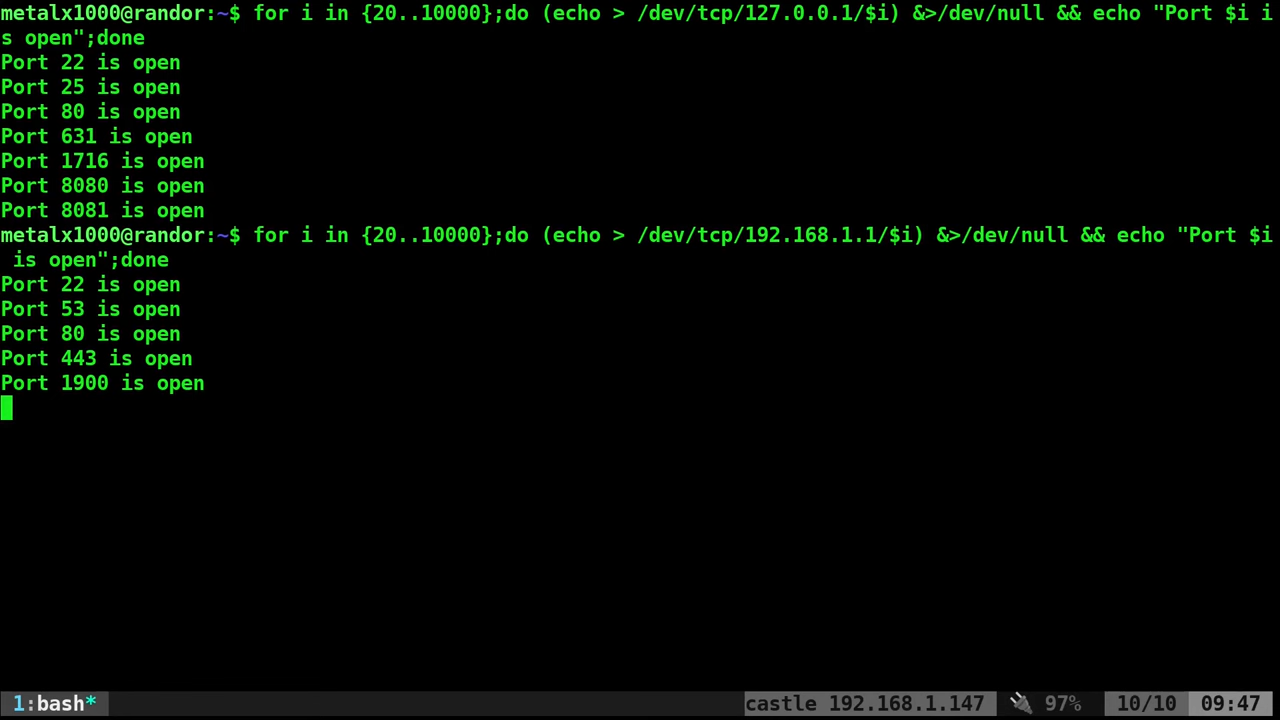 metalx1000@randor:~$ for i in {20..10000};do (echo > /dev/tcp/127.0.0.1/$i) &>/dev/null && echo "Port $i i
s open";done
Port 22 is open
Port 25 is open
Port 80 is open
Port 631 is open
Port 1716 is open
Port 8080 is open
Port 8081 is open
metalx1000@randor:~$ for i in {20..10000};do (echo > /dev/tcp/192.168.1.1/$i) &>/dev/null && echo "Port $i
 is open";done
Port 22 is open
Port 53 is open
Port 80 is open
Port 443 is open
Port 1900 is open
1:bash* castle 192.168.1.147 🔌 97% 10/10 09:47